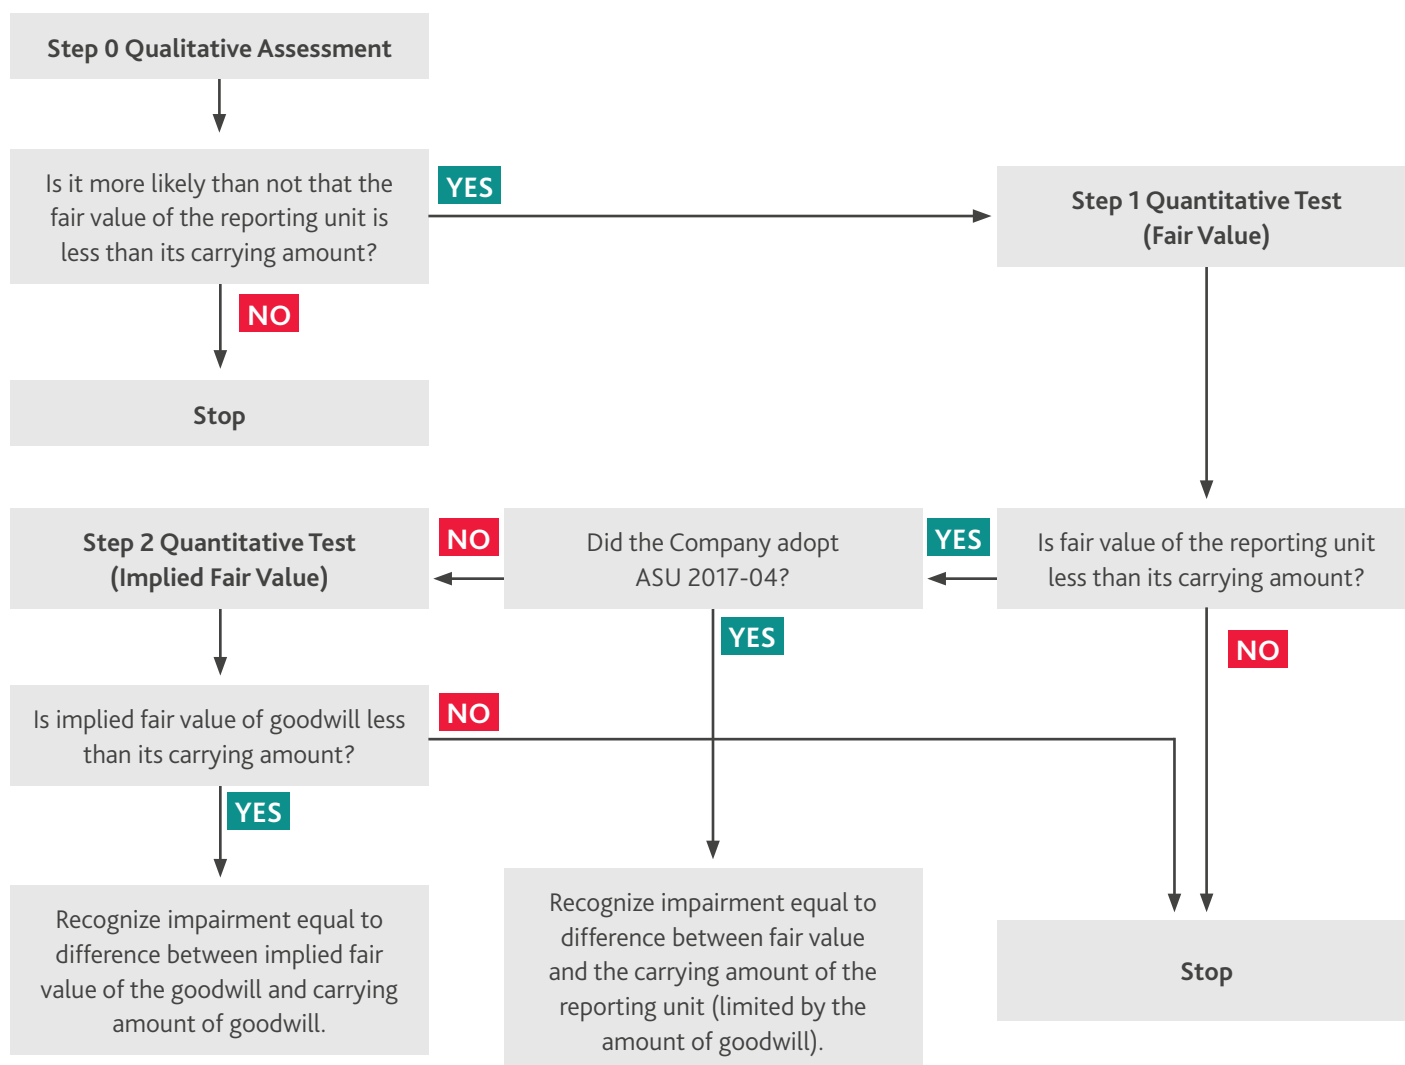 Step 0 Qualitative Assessment
Is it more likely than not that the
fair value of the reporting unit is
less than its carrying amount?
YES
NO
Stop
Step 1 Quantitative Test
(Fair Value)
Is fair value of the reporting unit
less than its carrying amount?
YES
NO
Did the Company adopt
ASU 2017-04?
NO
YES
Step 2 Quantitative Test
(Implied Fair Value)
Is implied fair value of goodwill less
than its carrying amount?
NO
YES
Recognize impairment equal to
difference between implied fair
value of the goodwill and carrying
amount of goodwill.
Recognize impairment equal to
difference between fair value
and the carrying amount of the
reporting unit (limited by the
amount of goodwill).
Stop